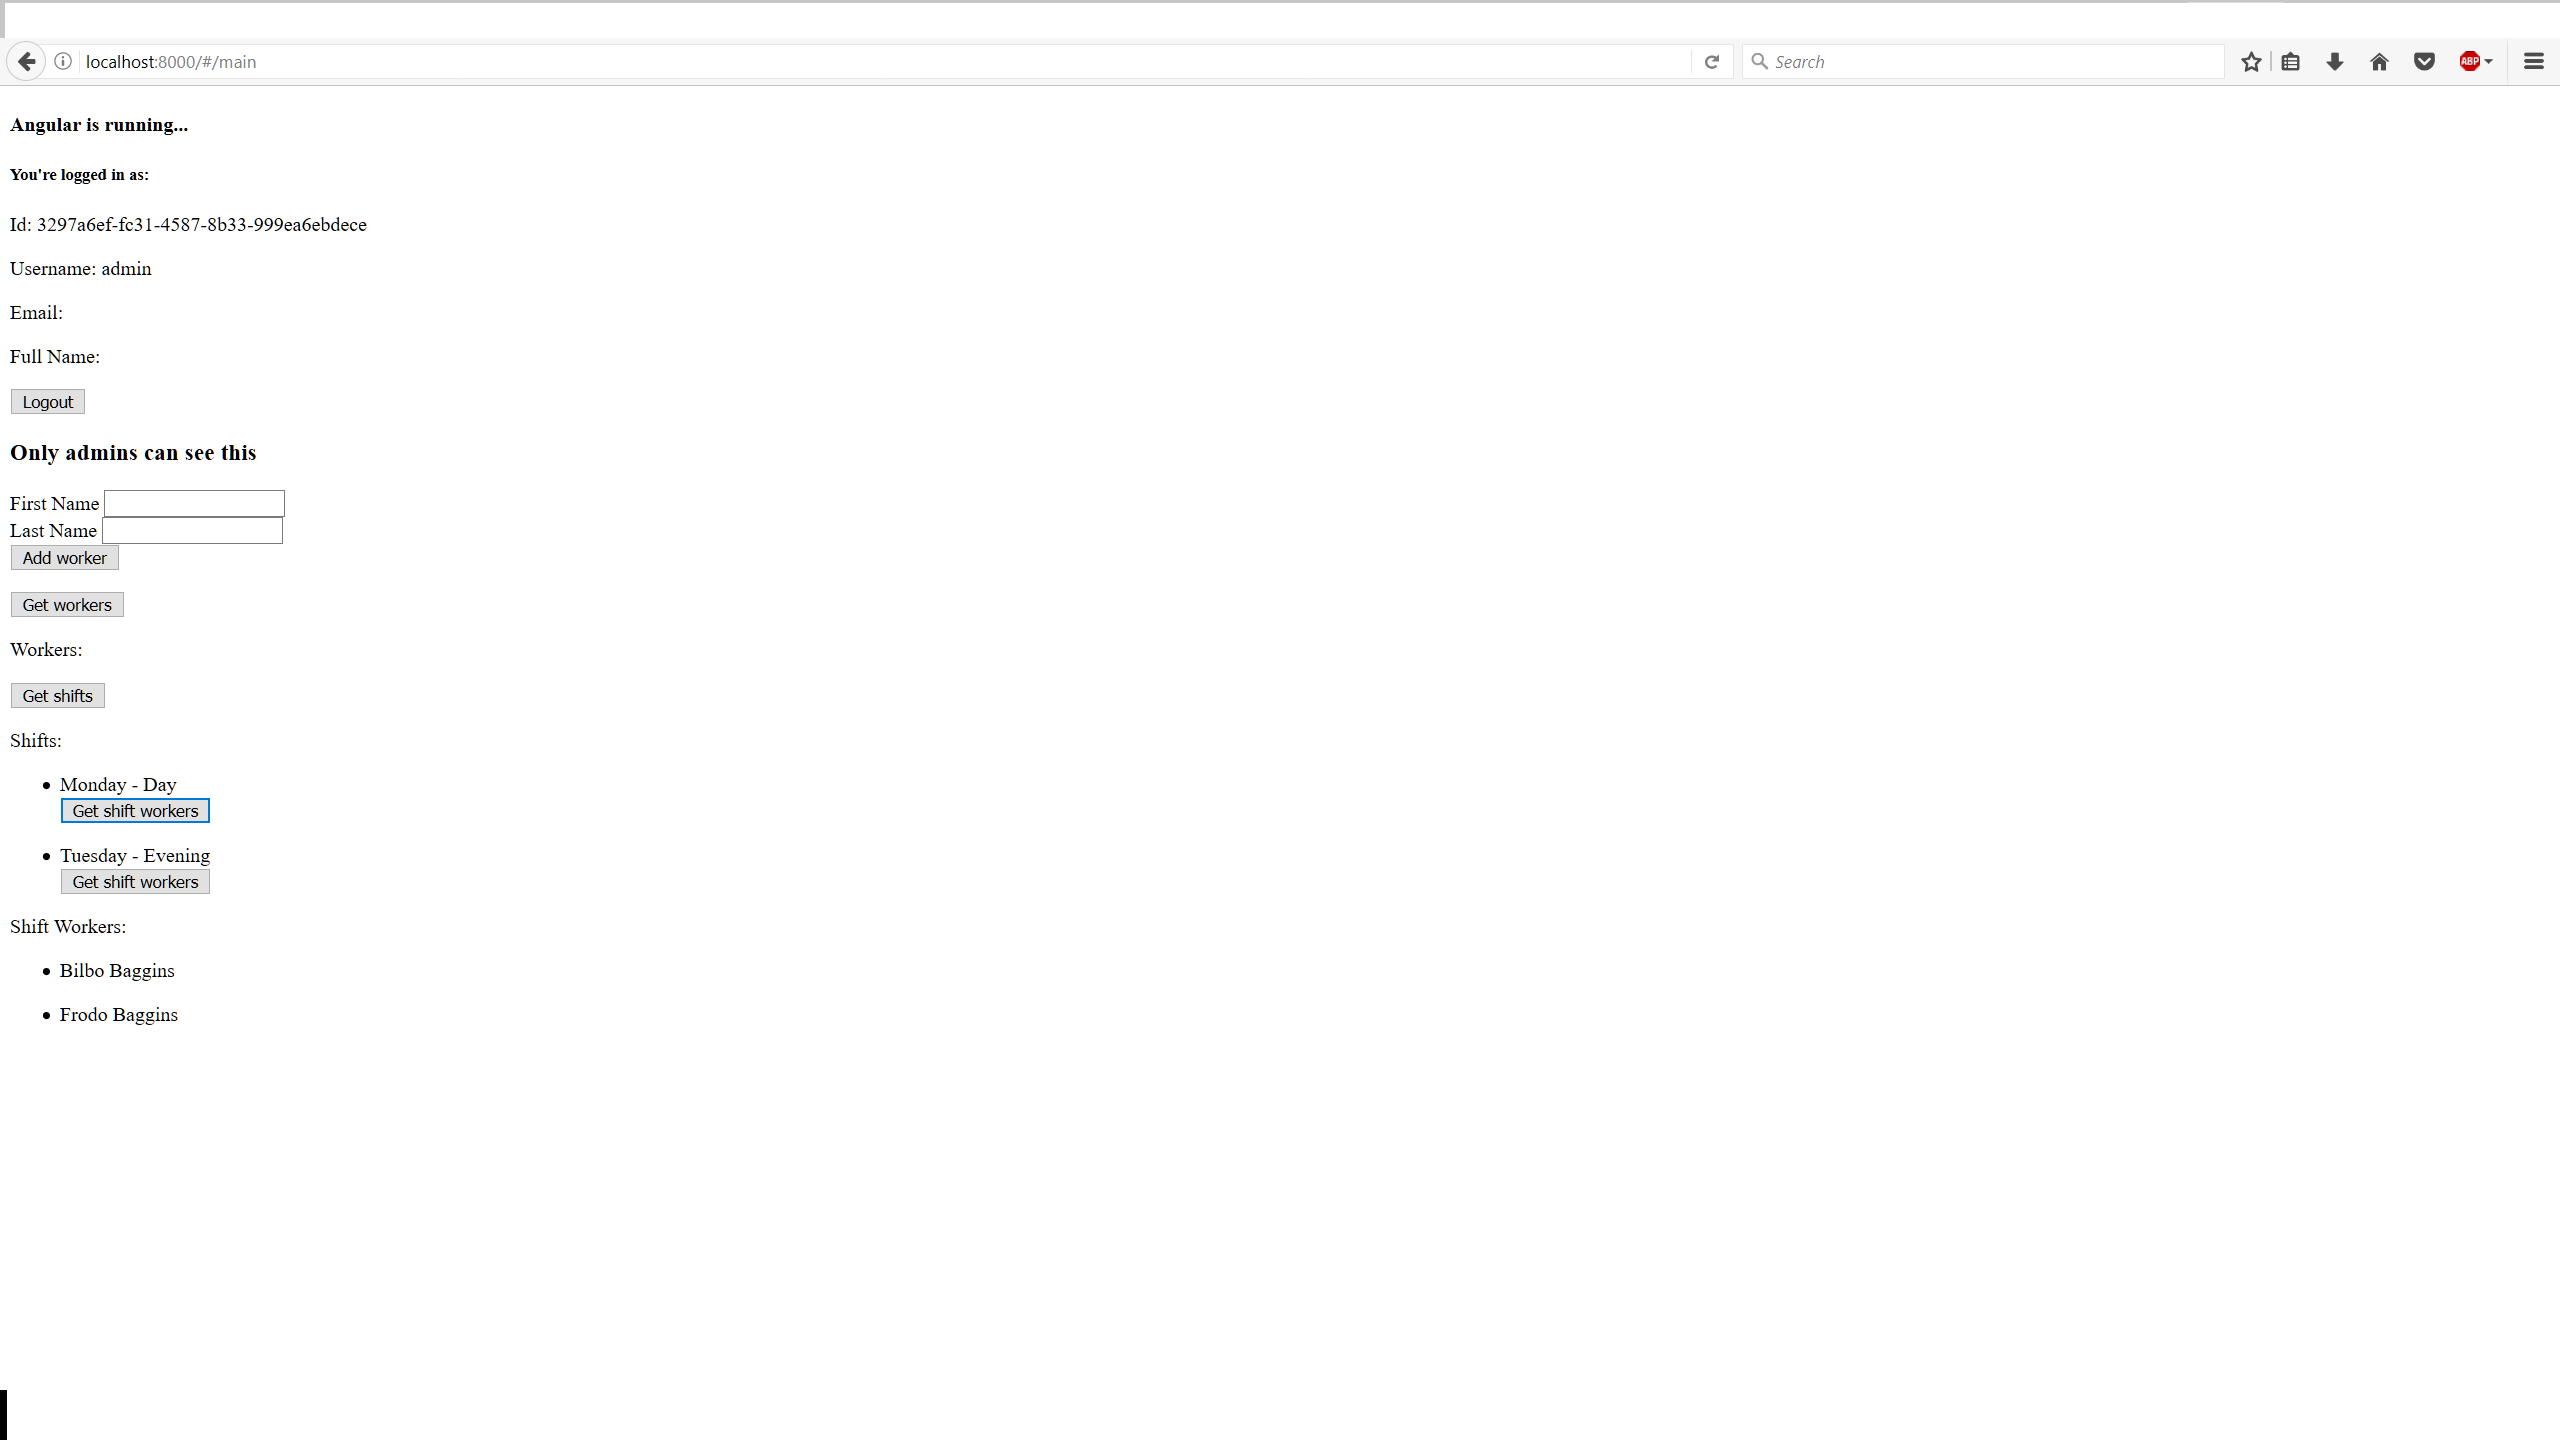 localhost:8000/#/main
Search
ABP
Angular is running...
You're logged in as:
Id: 3297a6ef-fc31-4587-8b33-999ea6ebdece
Username: admin
Email:
Full Name:
Logout
Only admins can see this
First Name
Last Name
Add worker
Get workers
Workers:
Get shifts
Shifts:
Monday - Day
Get shift workers
Tuesday - Evening
Get shift workers
Shift Workers:
Bilbo Baggins
Frodo Baggins